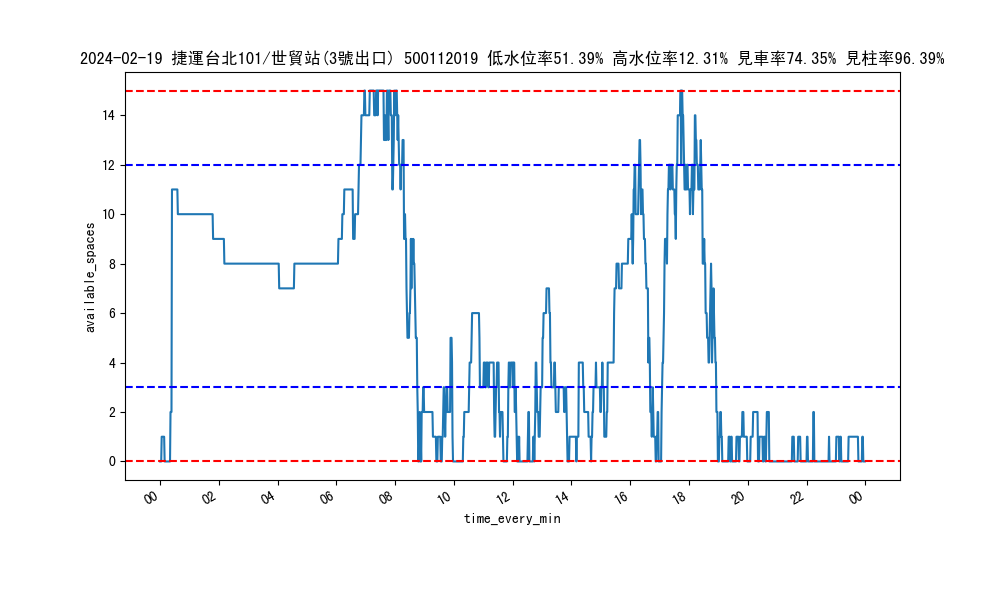 2024-02-19 捷運台北101/世貿站(3號出口) 500112019 低水位率51.39% 高水位率12.31% 見車率74.35% 見柱率96.39%
available_spaces
14
12
10
8
6
4
2
0
00 02 04 06 08 10 12 14 16 18 20 22 00
time_every_min